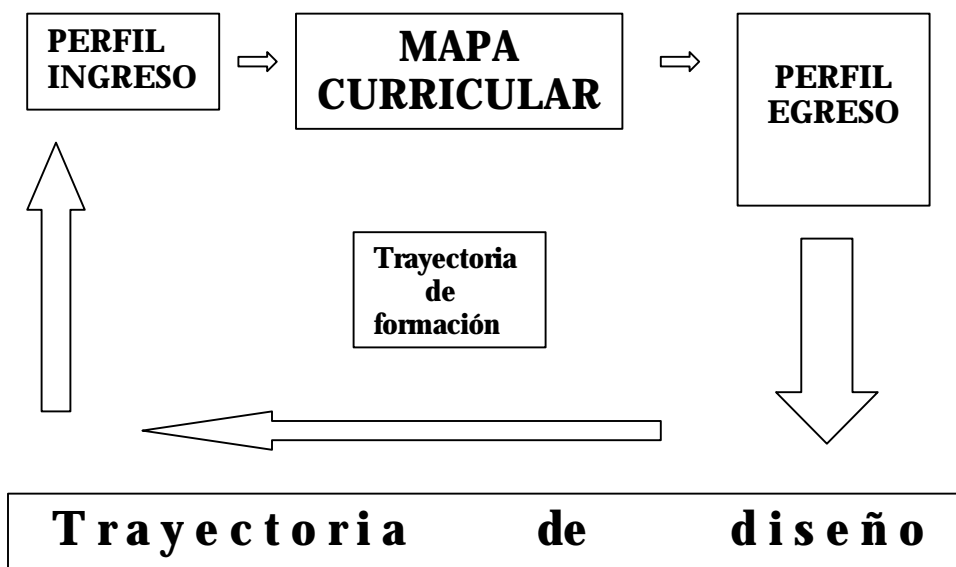 PERFIL
INGRESO
MAPA
CURRICULAR
PERFIL
EGRESO
Trayectoria
de
formación
Trayectoria de diseño